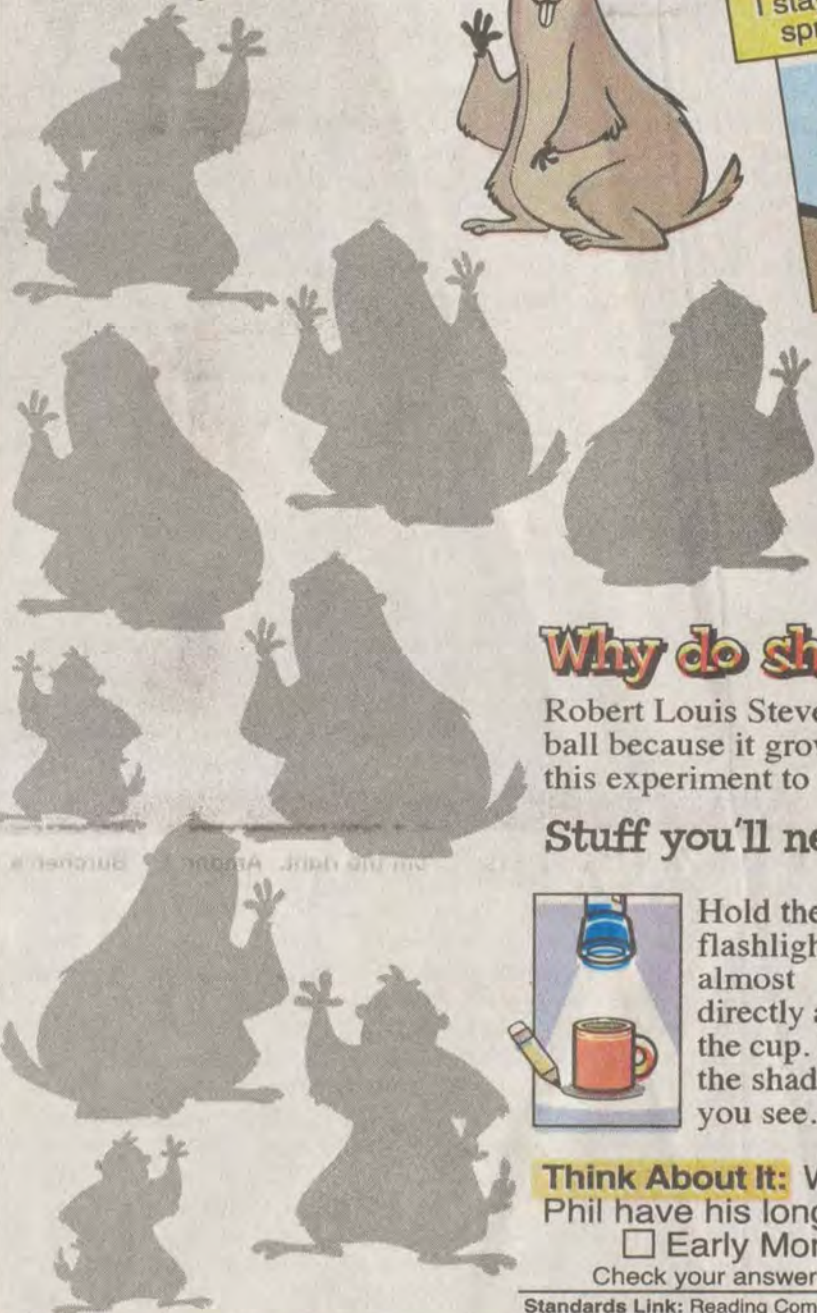 I sta
spr
Why do sh
Robert Louis Steve
ball because it grov
this experiment to
Stuff you'll ne
Hold the
flashligh
almost
directly a
the cup.
the shad
you see.
Think About It: W
Phil have his long
Early Mor
Check your answer
Standards Link: Reading Com